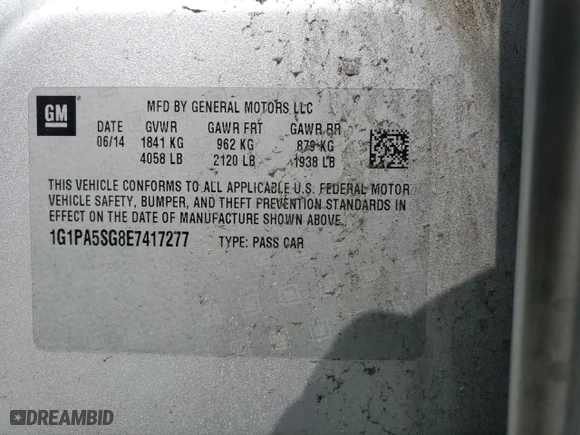 GM
MFD BY GENERAL MOTORS LLC
DATE GVWR GAWR FRT GAWR RR
06/14 1841 KG 962 KG 879 KG
4058 LB 2120 LB 1938 LB
THIS VEHICLE CONFORMS TO ALL APPLICABLE U.S. FEDERAL MOTOR
VEHICLE SAFETY, BUMPER, AND THEFT PREVENTION STANDARDS IN
EFFECT ON THE DATE OF MANUFACTURE SHOWN ABOVE.
1G1PA5SG8E7417277 TYPE: PASS CAR
DREAMBID